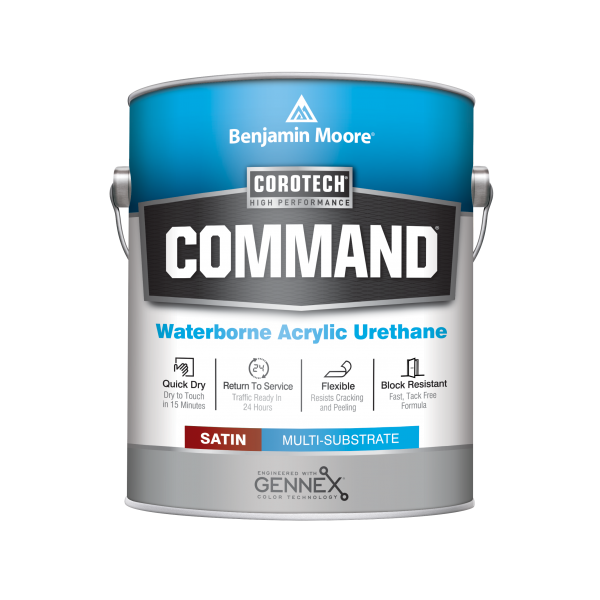 Benjamin Moore®
COROTECH®
HIGH PERFORMANCE
COMMAND®
Waterborne Acrylic Urethane
Quick Dry
Dry to Touch
in 15 Minutes
24
Return To Service
Traffic Ready In
24 Hours
Flexible
Resists Cracking
and Peeling
Block Resistant
Fast, Tack Free
Formula
SATIN MULTI-SUBSTRATE
ENGINEERED WITH
GENNEX
COLOR TECHNOLOGY